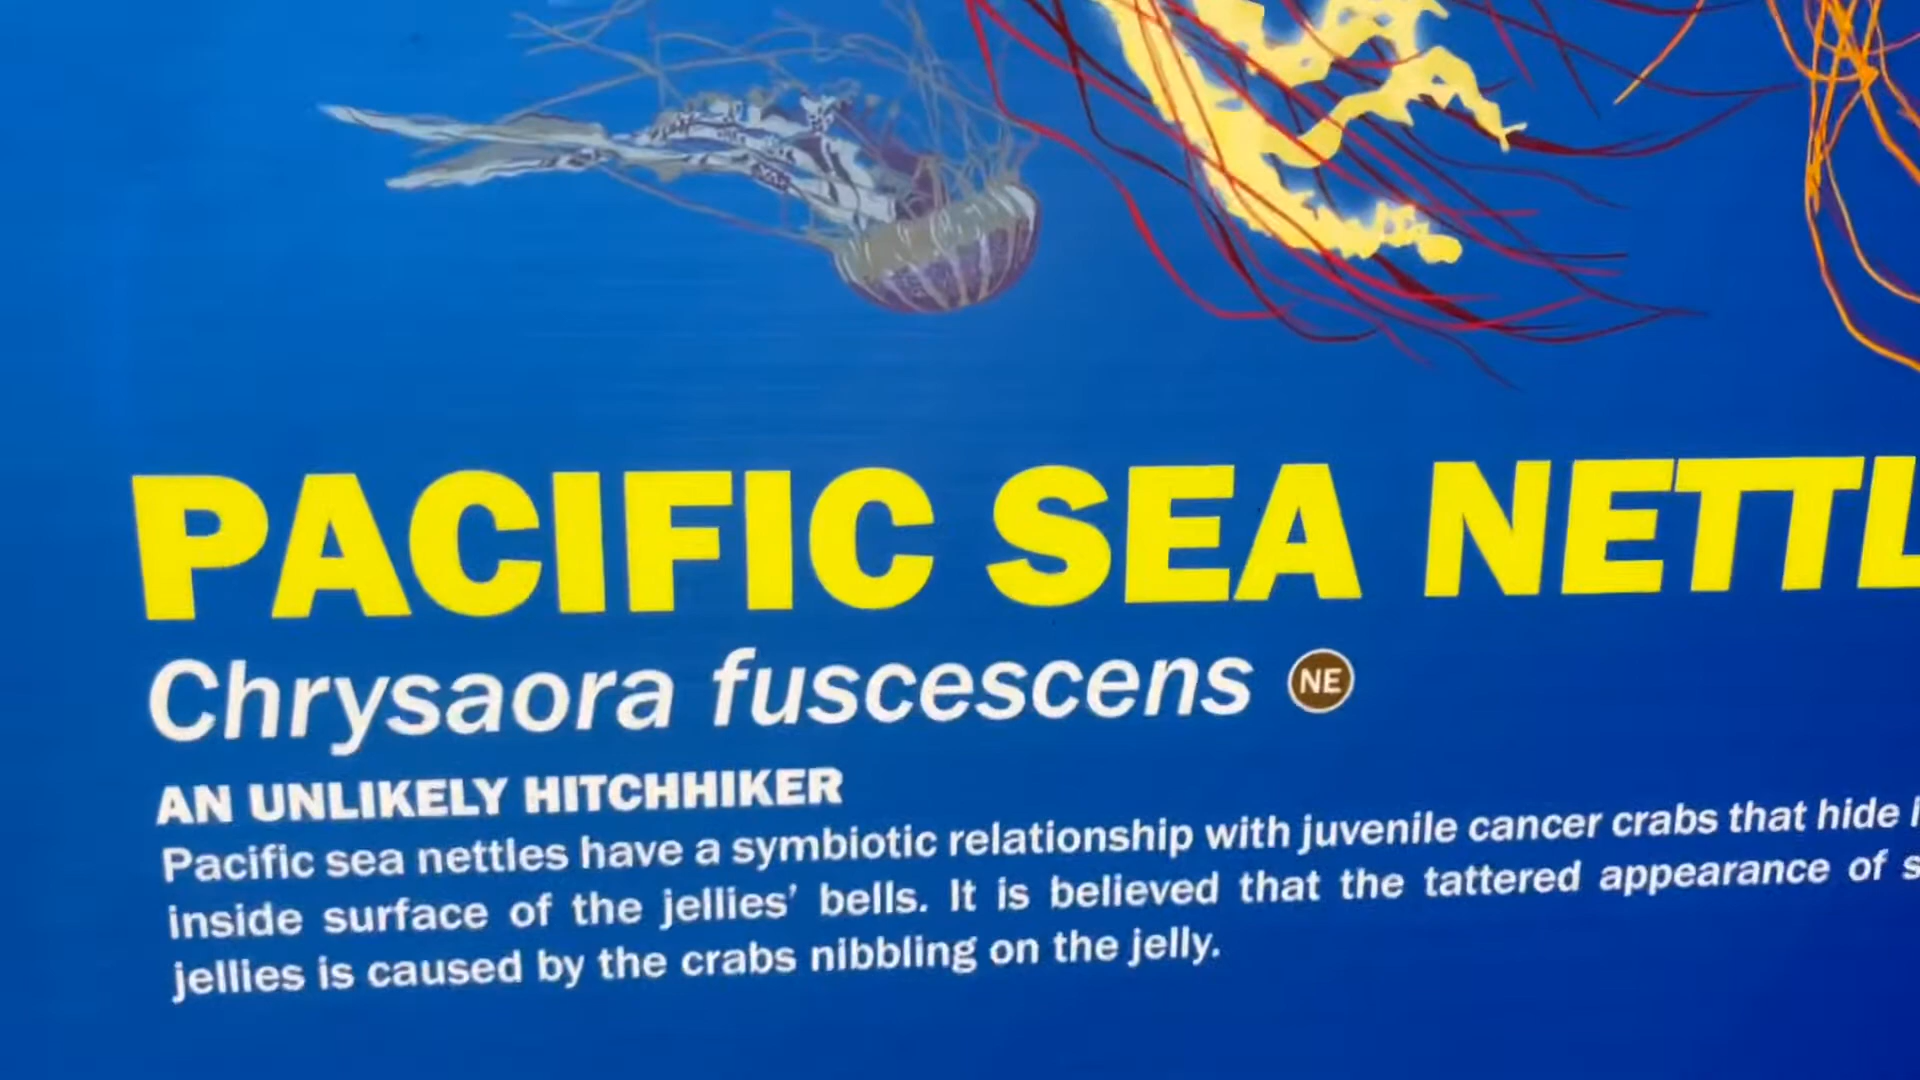 PACIFIC SEA NETTL
Chrysaora fuscescens NE
AN UNLIKELY HITCHHIKER
Pacific sea nettles have a symbiotic relationship with juvenile cancer crabs that hide
inside surface of the jellies’ bells. It is believed that the tattered appearance of
jellies is caused by the crabs nibbling on the jelly.